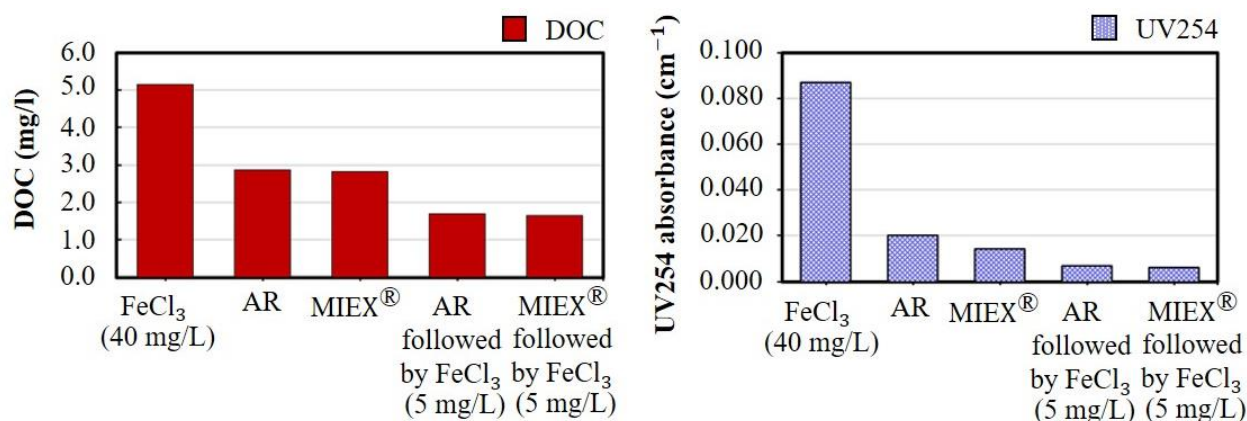 DOC
6.0
5.0
4.0
3.0
2.0
1.0
0.0
DOC (mg/l)
FeCl₃
(40 mg/L)
AR
MIEX®
AR
followed
by FeCl₃
(5 mg/L)
MIEX®
followed
by FeCl₃
(5 mg/L)
UV254
0.100
0.080
0.060
0.040
0.020
0.000
UV254 absorbance (cm⁻¹)
FeCl₃
(40 mg/L)
AR
MIEX®
AR
followed
by FeCl₃
(5 mg/L)
MIEX®
followed
by FeCl₃
(5 mg/L)